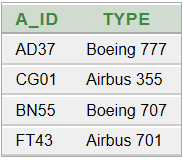 A_ID TYPE
AD37 Boeing 777
CG01 Airbus 355
BN55 Boeing 707
FT43 Airbus 701